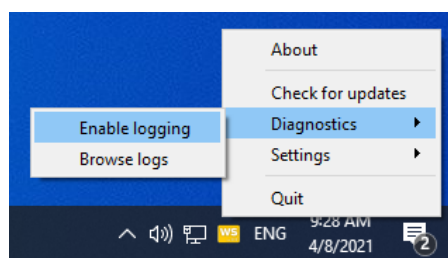 About
Check for updates
Diagnostics
Enable logging
Browse logs
Settings
Quit
WS ENG 9:28 AM
4/8/2021
2